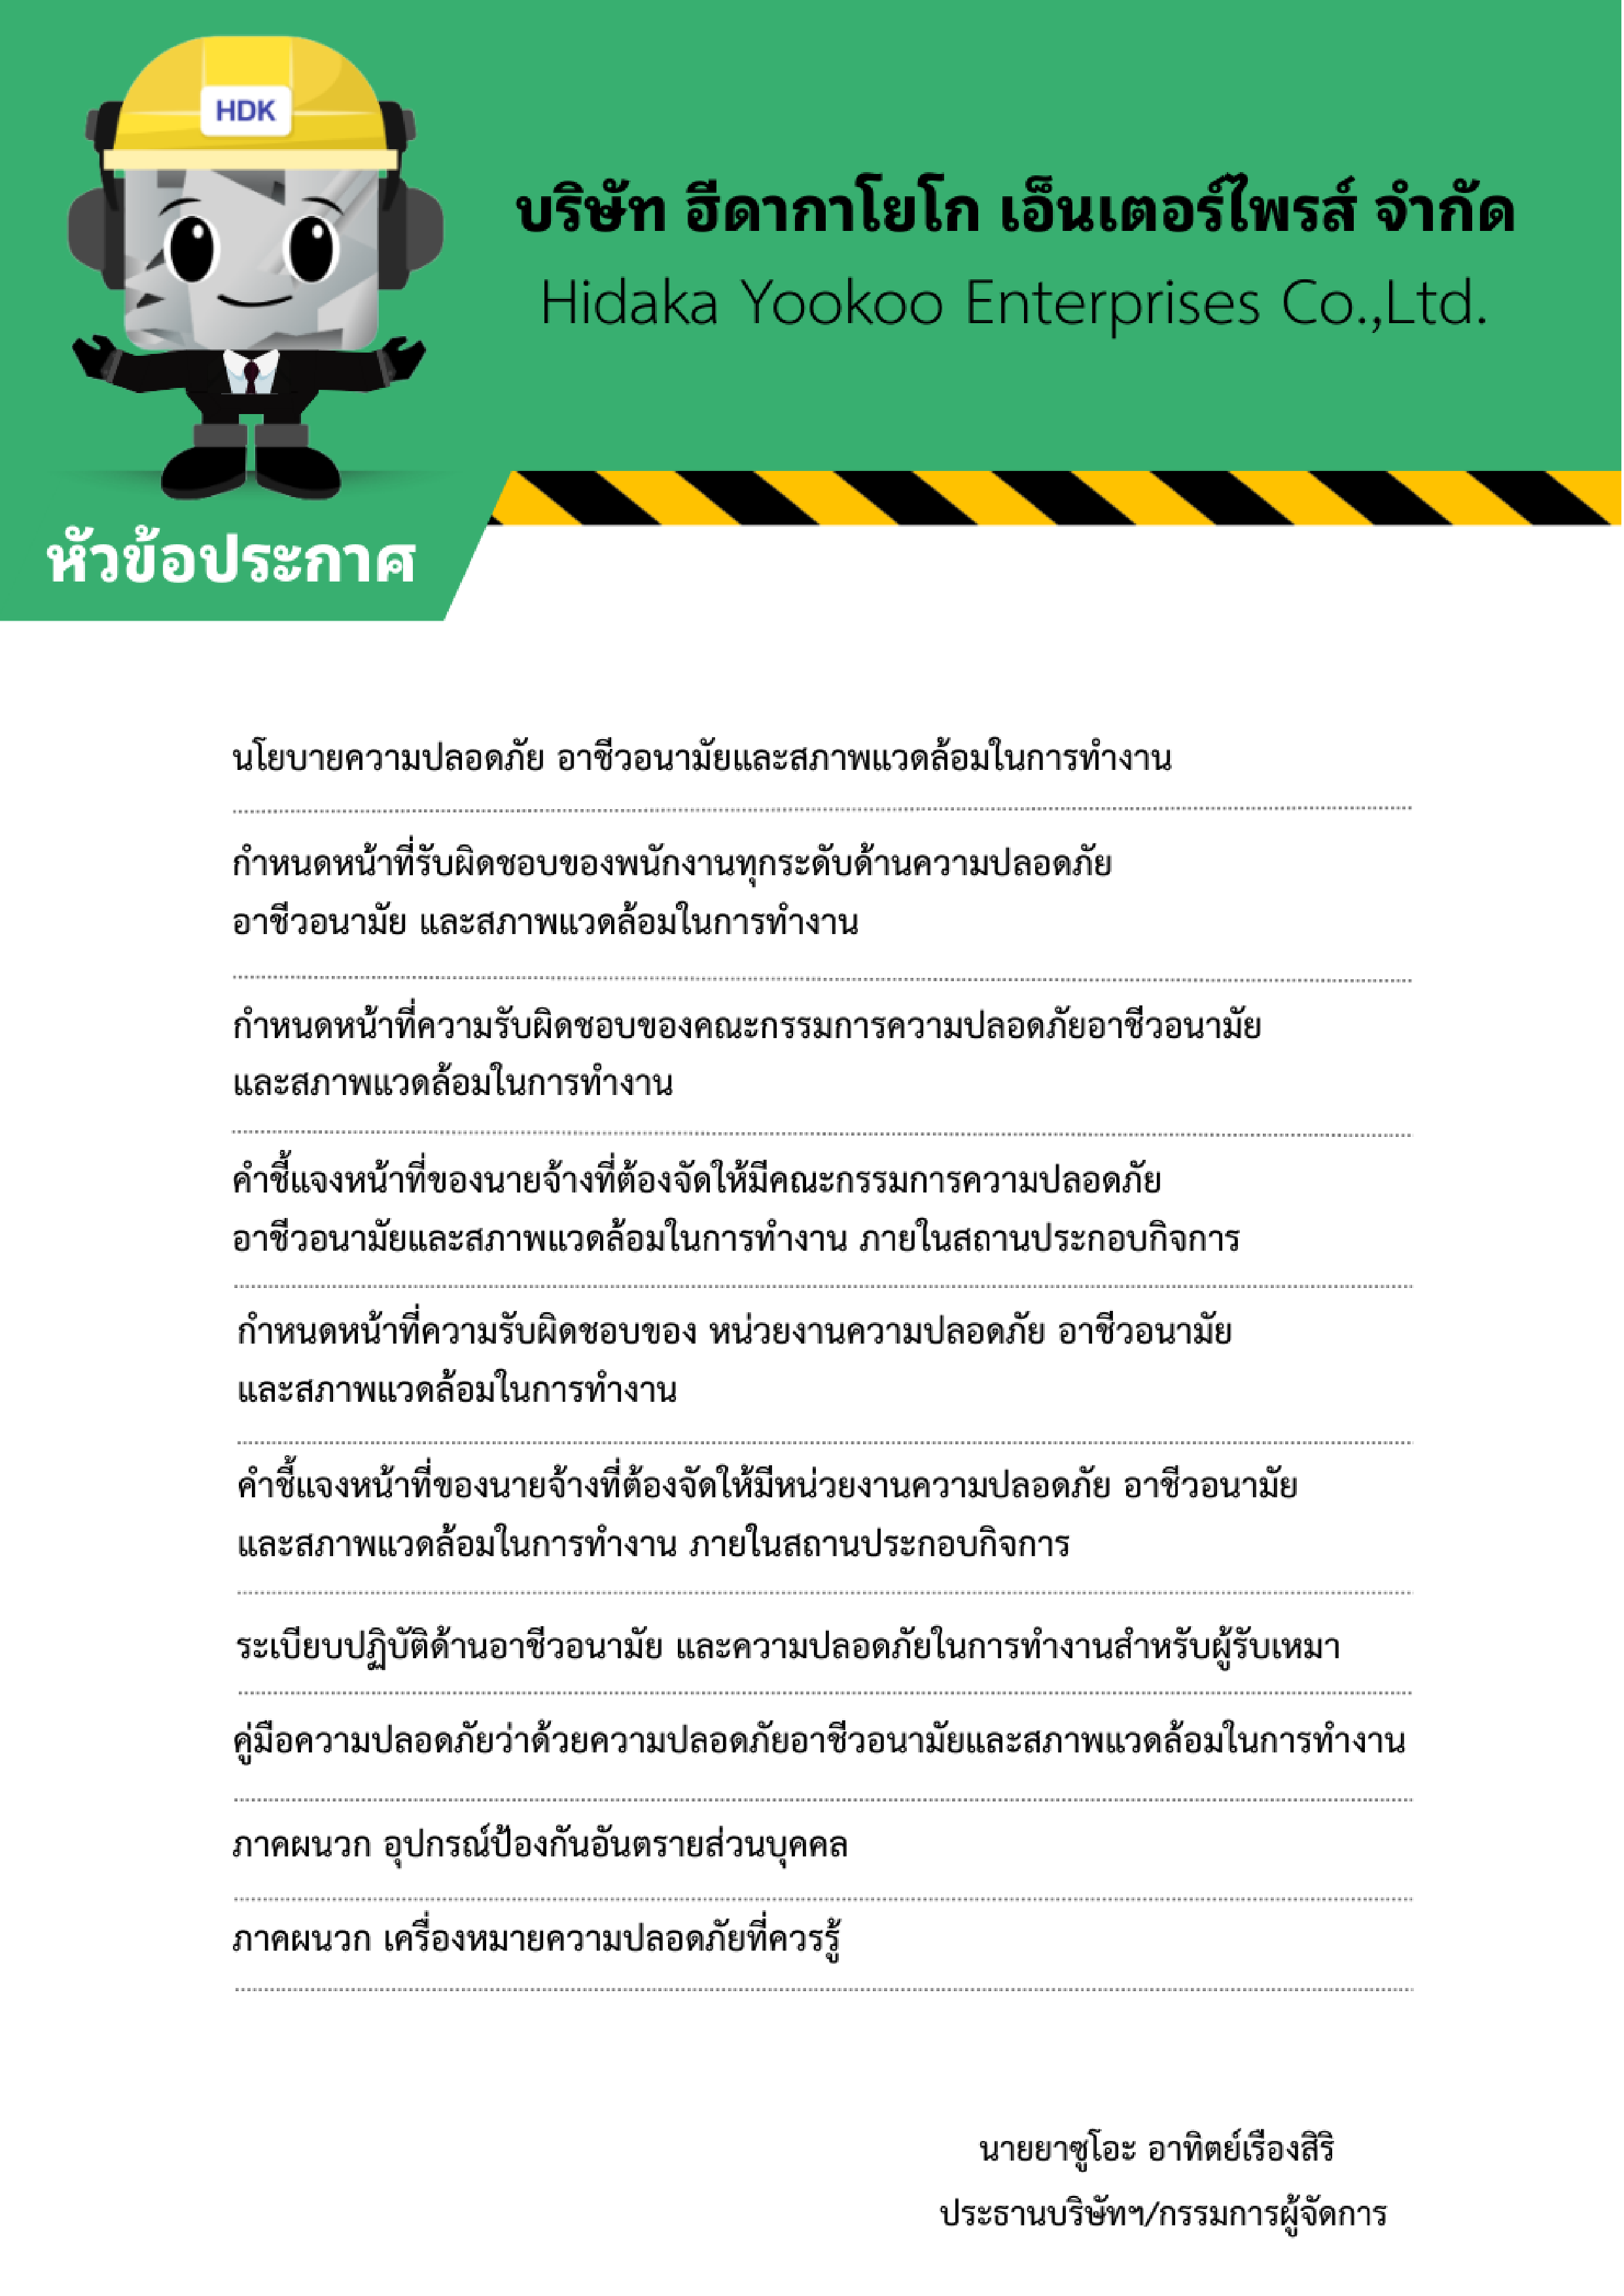 HDK
บริษัท ฮีดากาโยโก เอ็นเตอร์ไพรส์ จำกัด
Hidaka Yookoo Enterprises Co.,Ltd.
หัวข้อประกาศ
นโยบายความปลอดภัย อาชีวอนามัยและสภาพแวดล้อมในการทำงาน
กำหนดหน้าที่รับผิดชอบของพนักงานทุกระดับด้านความปลอดภัย
อาชีวอนามัย และสภาพแวดล้อมในการทำงาน
กำหนดหน้าที่ความรับผิดชอบของคณะกรรมการความปลอดภัยอาชีวอนามัย
และสภาพแวดล้อมในการทำงาน
คำชี้แจงหน้าที่ของนายจ้างที่ต้องจัดให้มีคณะกรรมการความปลอดภัย
อาชีวอนามัยและสภาพแวดล้อมในการทำงาน ภายในสถานประกอบกิจการ
กำหนดหน้าที่ความรับผิดชอบของ หน่วยงานความปลอดภัย อาชีวอนามัย
และสภาพแวดล้อมในการทำงาน
คำชี้แจงหน้าที่ของนายจ้างที่ต้องจัดให้มีหน่วยงานความปลอดภัย อาชีวอนามัย
และสภาพแวดล้อมในการทำงาน ภายในสถานประกอบกิจการ
ระเบียบปฏิบัติด้านอาชีวอนามัย และความปลอดภัยในการทำงานสำหรับผู้รับเหมา
คู่มือความปลอดภัยว่าด้วยความปลอดภัยอาชีวอนามัยและสภาพแวดล้อมในการทำงาน
ภาคผนวก อุปกรณ์ป้องกันอันตรายส่วนบุคคล
ภาคผนวก เครื่องหมายความปลอดภัยที่ควรรู้
นายยาซูโอะ อาทิตย์เรืองสิริ
ประธานบริษัทฯ/กรรมการผู้จัดการ